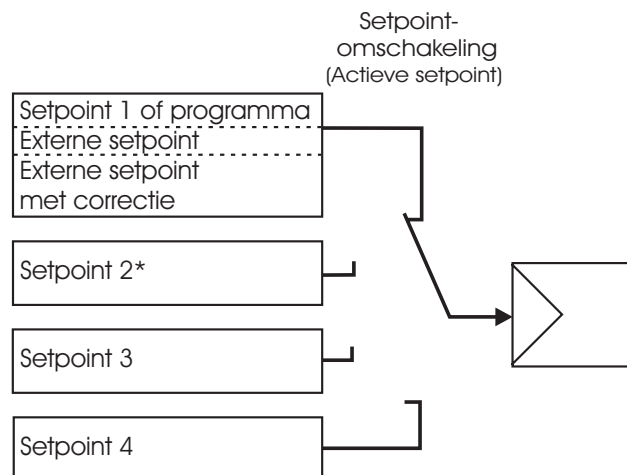 Setpoint-
omschakeling
(Actieve setpoint)
Setpoint 1 of programma
Externe setpoint
Externe setpoint
met correctie
Setpoint 2*
Setpoint 3
Setpoint 4